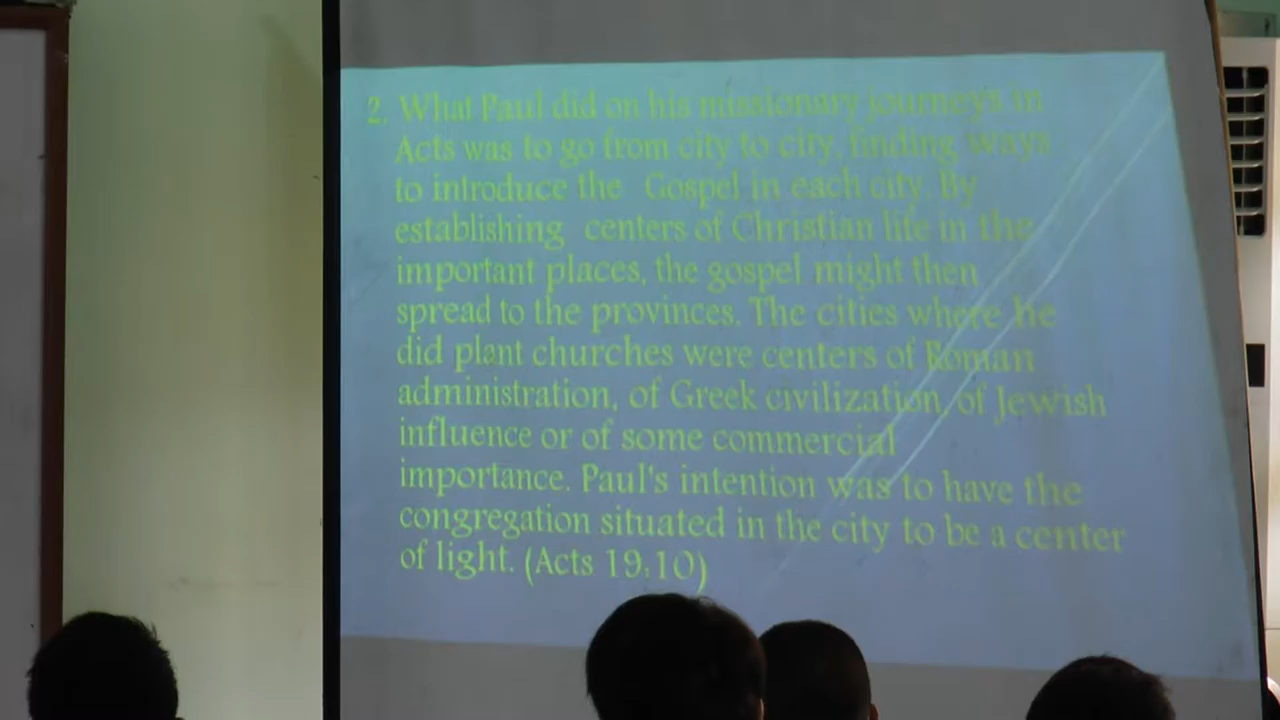 2. What Paul did on his missionary journeys in
Acts was to go from city to city, finding ways
to introduce the Gospel in each city. By
establishing centers of Christian life in the
important places, the gospel might then
spread to the provinces. The cities where he
did plant churches were centers of Roman
administration, of Greek civilization, of Jewish
influence or of some commercial
importance. Paul's intention was to have the
congregation situated in the city to be a center
of light. (Acts 19:10)